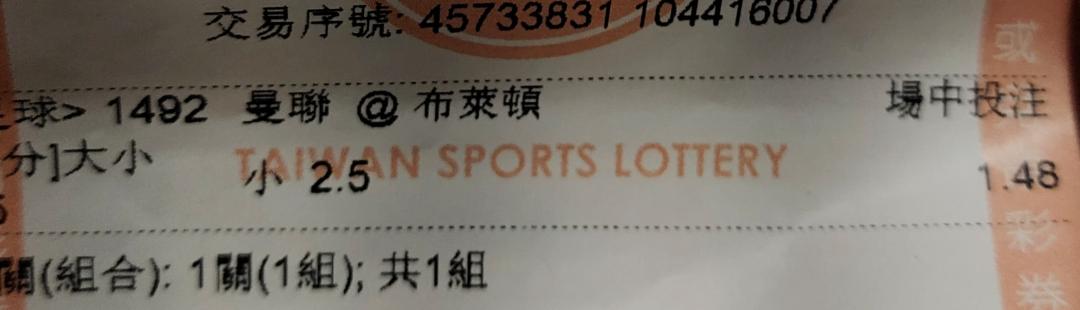 交易序號: 45733831 104416007
球> 1492 曼聯 @ 布萊頓 場中投注
分]大小 小 2.5 1.48
TAIWAN SPORTS LOTTERY
關(組合): 1關(1組); 共1組
或
彩
券